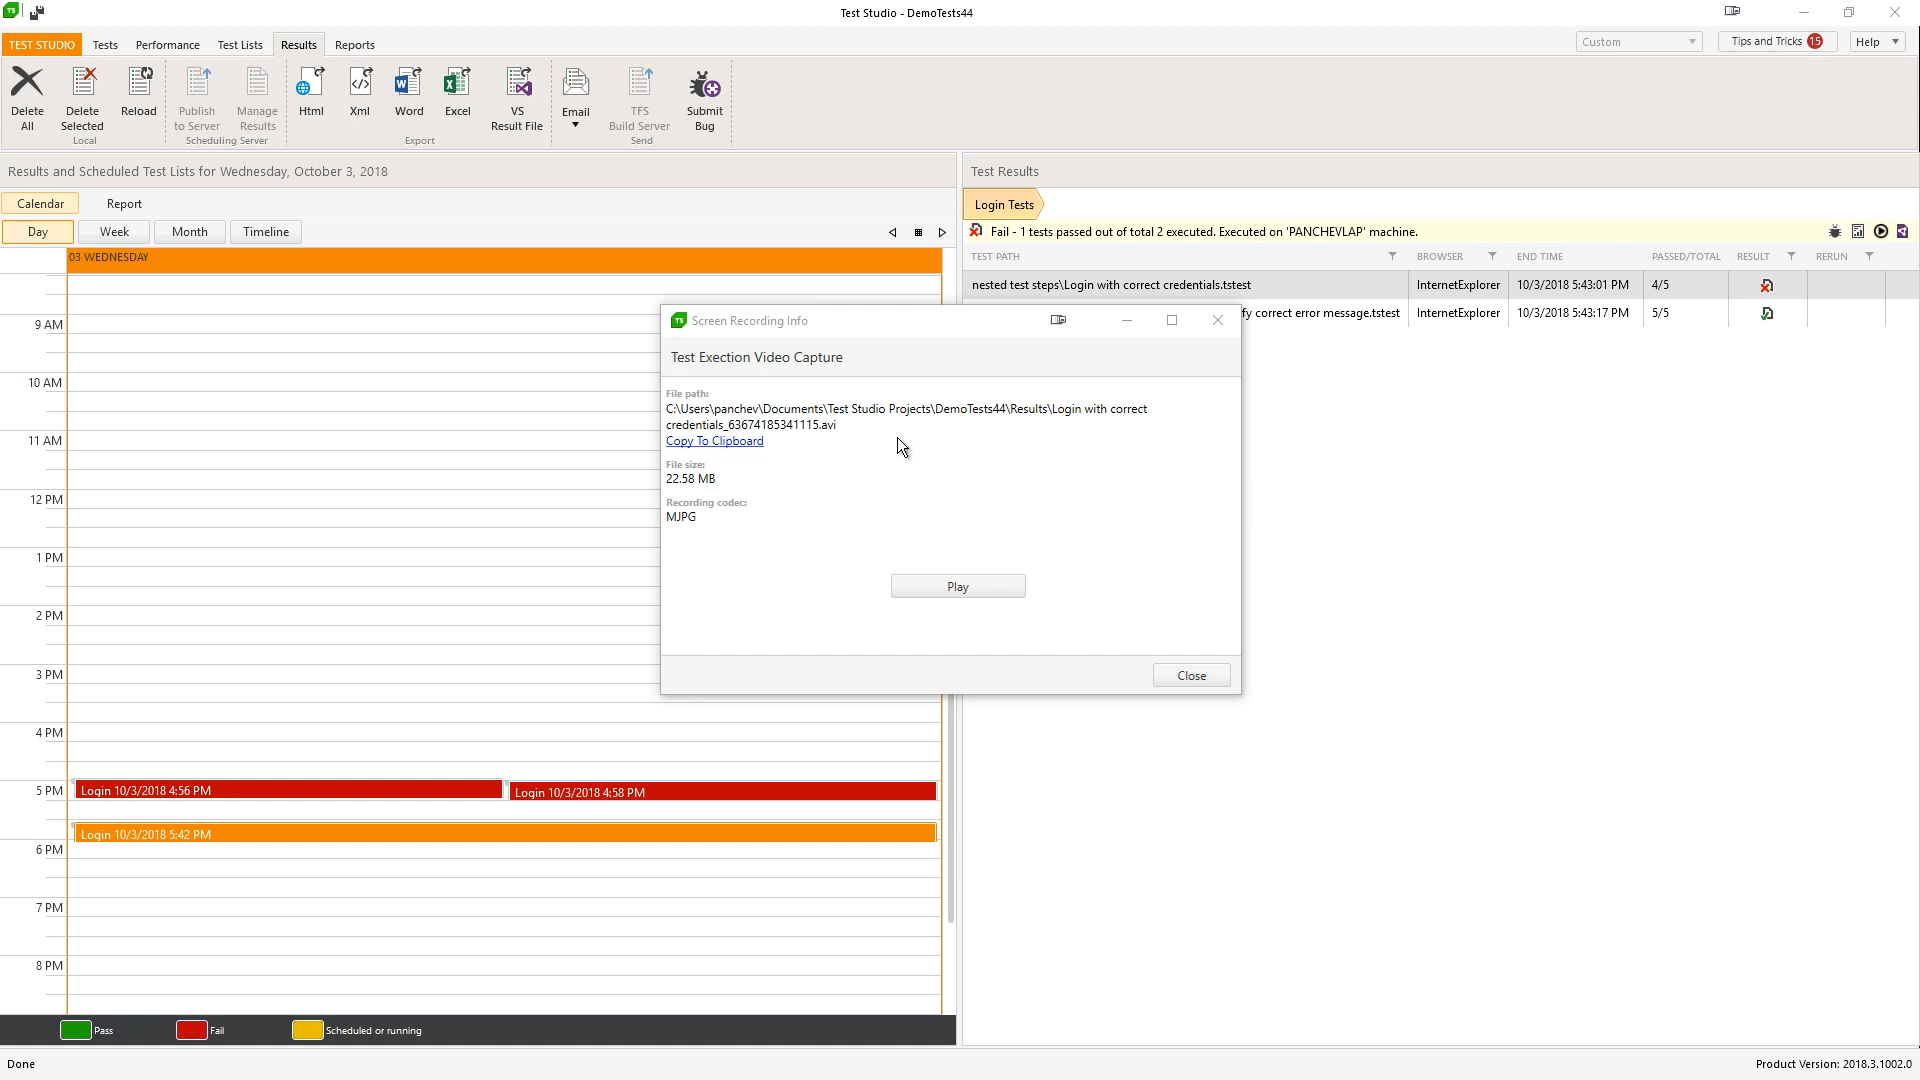 Test Studio - DemoTests44
TEST STUDIO Tests Performance Test Lists Results Reports
Custom Tips and Tricks 15 Help
Delete All
Delete Selected
Reload
Local
Publish to Server
Manage Results
Scheduling Server
Html
Xml
Word
Excel
VS Result File
Export
Email
TFS Build Server
Send
Submit Bug
Results and Scheduled Test Lists for Wednesday, October 3, 2018
Calendar Report
Day Week Month Timeline
03 WEDNESDAY
9 AM
10 AM
11 AM
12 PM
1 PM
2 PM
3 PM
4 PM
5 PM
Login 10/3/2018 4:56 PM
Login 10/3/2018 4:58 PM
Login 10/3/2018 5:42 PM
6 PM
7 PM
8 PM
Pass Fail Scheduled or running
Test Results
Login Tests
Fail - 1 tests passed out of total 2 executed. Executed on 'PANCHEVLAP' machine.
TEST PATH BROWSER END TIME PASSED/TOTAL RESULT RERUN
nested test steps\Login with correct credentials.tstest InternetExplorer 10/3/2018 5:43:01 PM 4/5
fy correct error message.tstest InternetExplorer 10/3/2018 5:43:17 PM 5/5
TS Screen Recording Info
Test Exection Video Capture
File path:
C:\Users\panchev\Documents\Test Studio Projects\DemoTests44\Results\Login with correct
credentials_63674185341115.avi
Copy To Clipboard
File size:
22.58 MB
Recording codec:
MJPG
Play
Close
Done
Product Version: 2018.3.1002.0